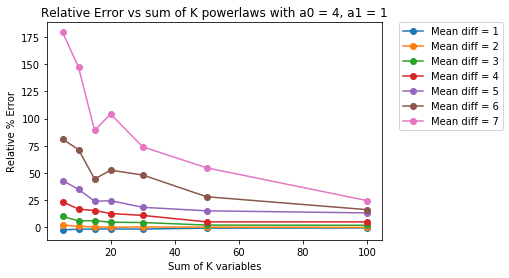 Relative Error vs sum of K powerlaws with a0 = 4, a1 = 1
Relative % Error
175
150
125
100
75
50
25
0
20
40
60
80
100
Sum of K variables
Mean diff = 1
Mean diff = 2
Mean diff = 3
Mean diff = 4
Mean diff = 5
Mean diff = 6
Mean diff = 7